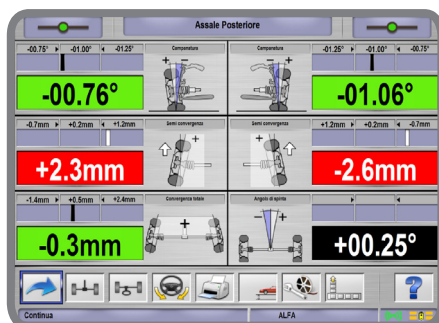 Assale Posteriore
-00.75° -01.00° -01.25° Camperatura Camperatura -01.25° -01.00° -00.75°
-00.76° -01.06°
-0.7mm +0.2mm +1.2mm Semi convergenza Semi convergenza +1.2mm +0.2mm -0.7mm
+2.3mm -2.6mm
-1.4mm +0.5mm +2.4mm Convergenza totale Angolo di spinta
-0.3mm +00.25°
Continua ALFA